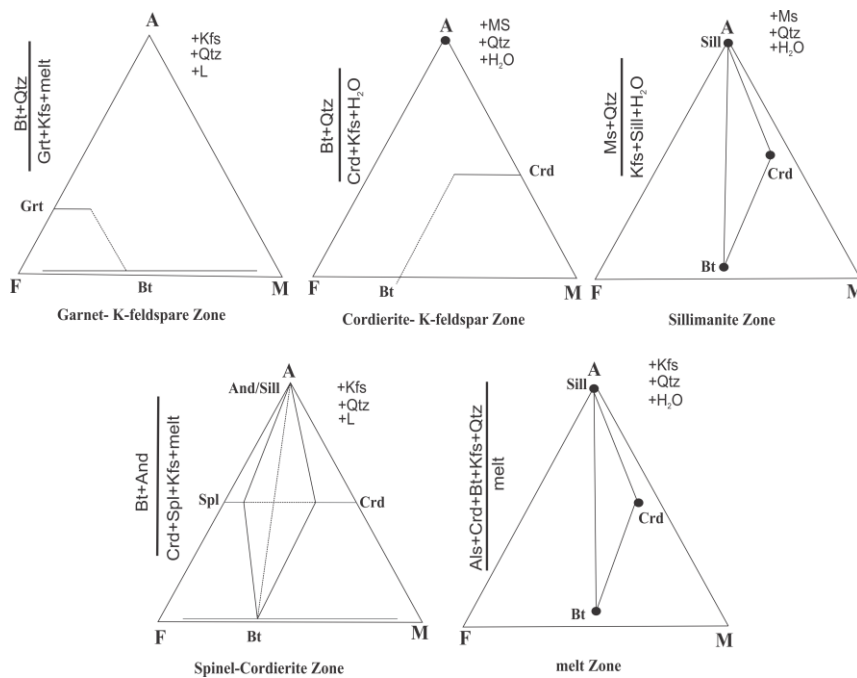 A
+Kfs
+Qtz
+L
Bt+Qtz
Grt+Kfs+melt
Grt
F
Bt
M
Garnet- K-feldspare Zone
A
+MS
+Qtz
+H₂O
Bt+Qtz
Crd+Kfs+H₂O
Crd
F
Bt
M
Cordierite- K-feldspar Zone
A
Sill
+Ms
+Qtz
+H₂O
Ms+Qtz
Kfs+Sill+H₂O
Crd
Bt
F
M
Sillimanite Zone
A
And/Sill
+Kfs
+Qtz
+L
Bt+And
Crd+Spl+Kfs+melt
Spl
Crd
F
Bt
M
Spinel-Cordierite Zone
A
Sill
+Kfs
+Qtz
+H₂O
Als+Crd+Bt+Kfs+Qtz
melt
Crd
Bt
F
M
melt Zone